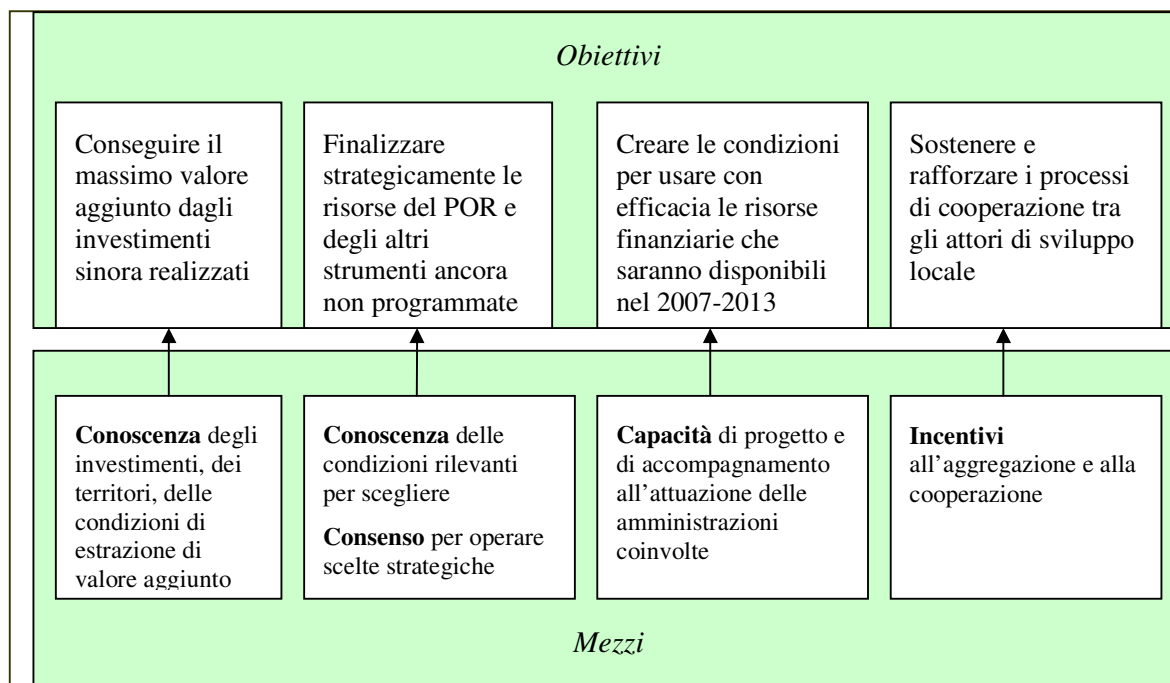 Obiettivi
Conseguire il
massimo valore
aggiunto dagli
investimenti
sinora realizzati
Finalizzare
strategicamente le
risorse del POR e
degli altri
strumenti ancora
non programmate
Creare le condizioni
per usare con
efficacia le risorse
finanziarie che
saranno disponibili
nel 2007-2013
Sostenere e
rafforzare i processi
di cooperazione tra
gli attori di sviluppo
locale
Conoscenza degli
investimenti, dei
territori, delle
condizioni di
estrazione di
valore aggiunto
Conoscenza delle
condizioni rilevanti
per scegliere
Consenso per operare
scelte strategiche
Capacità di progetto e
di accompagnamento
all’attuazione delle
amministrazioni
coinvolte
Incentivi
all’aggregazione e alla
cooperazione
Mezzi